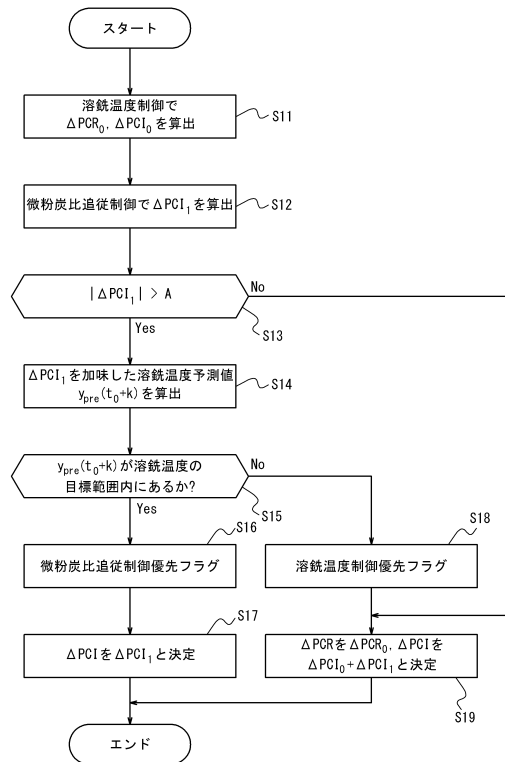 スタート
溶銑温度制御で
ΔPCR₀, ΔPCI₀を算出
S11
微粉炭比追従制御でΔPCI₁を算出
S12
|ΔPCI₁| > A
No
S13
Yes
ΔPCI₁を加味した溶銑温度予測値
yₚᵣₑ(t₀+k)を算出
S14
yₚᵣₑ(t₀+k)が溶銑温度の
目標範囲内にあるか?
No
S15
Yes
S16
微粉炭比追従制御優先フラグ
S18
溶銑温度制御優先フラグ
S17
ΔPCIをΔPCI₁と決定
ΔPCRをΔPCR₀, ΔPCIを
ΔPCI₀+ΔPCI₁と決定
S19
エンド